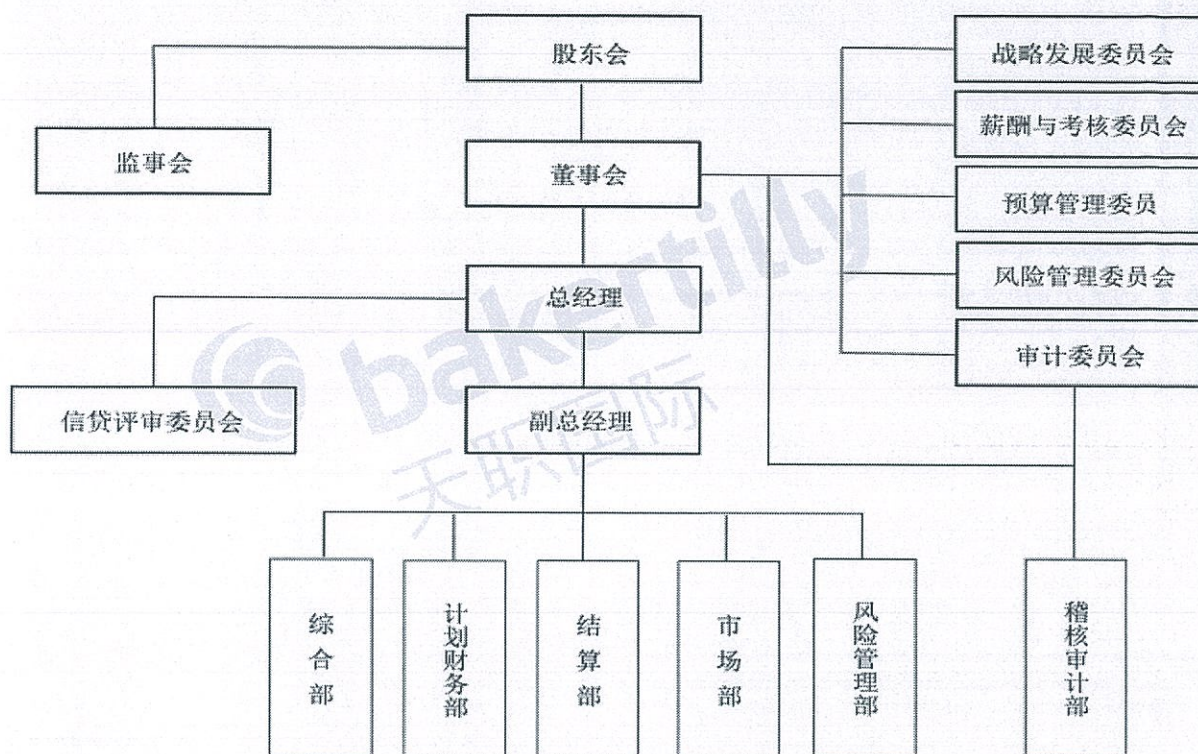 股东会
战略发展委员会
薪酬与考核委员会
监事会
董事会
预算管理委员
风险管理委员会
总经理
审计委员会
信贷评审委员会
副总经理
bakertilly
天职国际
综合部
计划财务部
结算部
市场部
风险管理部
稽核审计部